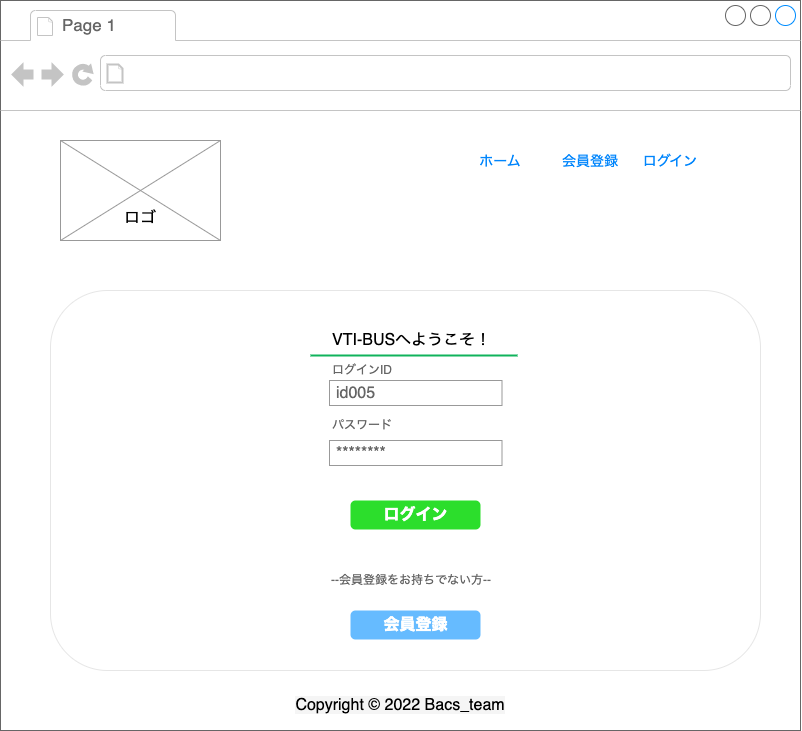 Page 1
ホーム 会員登録 ログイン
ロゴ
VTI-BUSへようこそ！
ログインID
id005
パスワード
********
ログイン
--会員登録をお持ちでない方--
会員登録
Copyright © 2022 Bacs_team